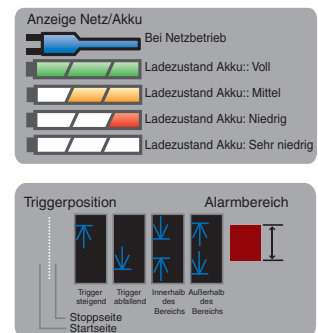 Anzeige Netz/Akku
Bei Netzbetrieb
Ladezustand Akku:: Voll
Ladezustand Akku:: Mittel
Ladezustand Akku: Niedrig
Ladezustand Akku: Sehr niedrig
Triggerposition
Alarmbereich
Trigger steigend
Trigger abfallend
Innerhalb des Bereichs
Außerhalb des Bereichs
Stoppseite
Startseite